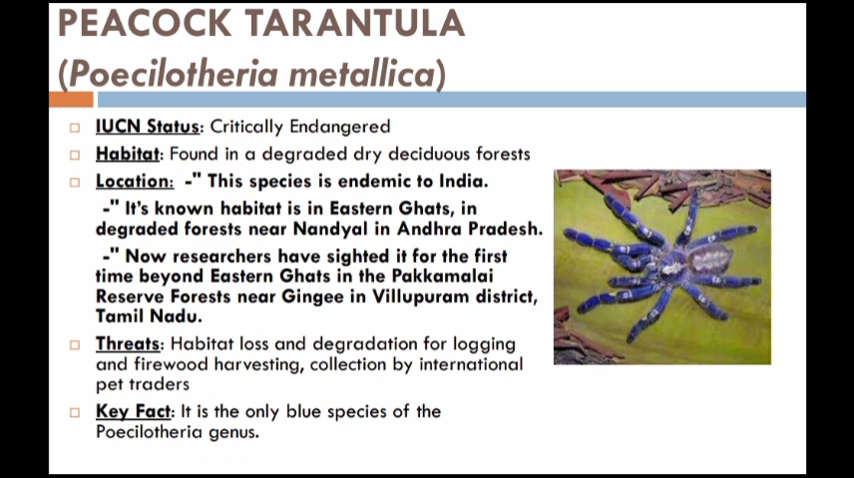 PEACOCK TARANTULA
(Poecilotheria metallica)
IUCN Status: Critically Endangered
Habitat: Found in a degraded dry deciduous forests
Location: -" This species is endemic to India.
-" It's known habitat is in Eastern Ghats, in
degraded forests near Nandyal in Andhra Pradesh.
-" Now researchers have sighted it for the first
time beyond Eastern Ghats in the Pakkamalai
Reserve Forests near Gingee in Villupuram district,
Tamil Nadu.
Threats: Habitat loss and degradation for logging
and firewood harvesting, collection by international
pet traders
Key Fact: It is the only blue species of the
Poecilotheria genus.